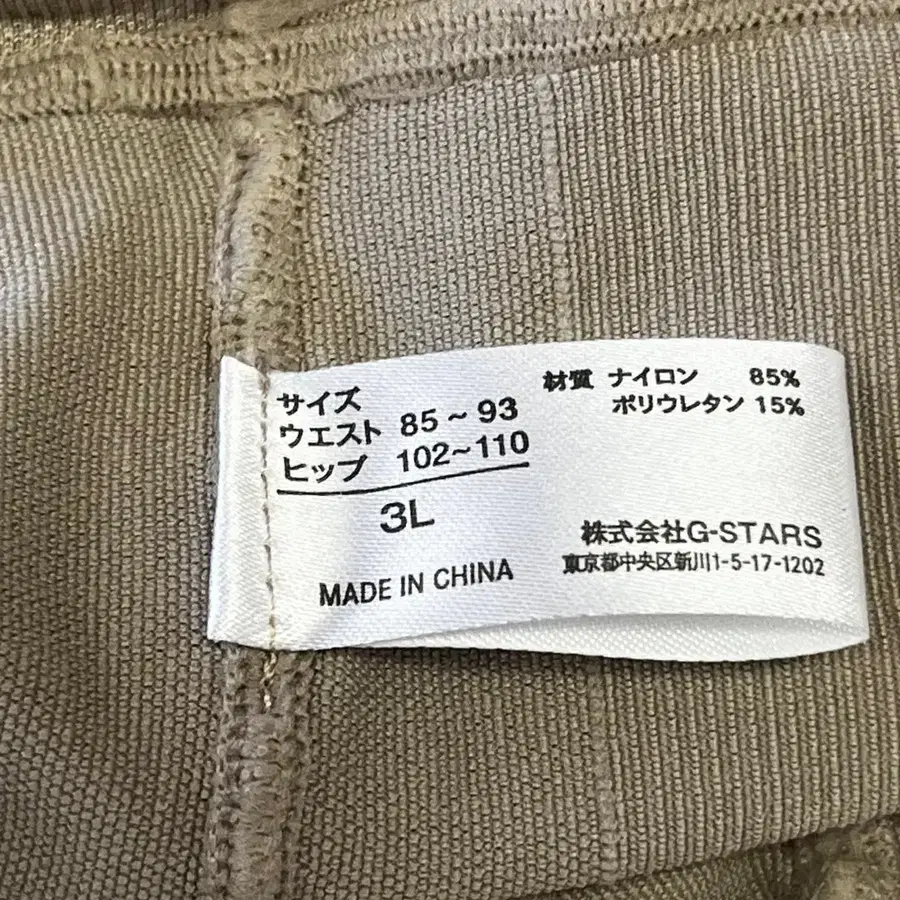 サイズ
ウエスト 85～93
ヒップ 102～110
3L
MADE IN CHINA
材質 ナイロン 85%
ポリウレタン 15%
株式会社G-STARS
東京都中央区新川1-5-17-1202